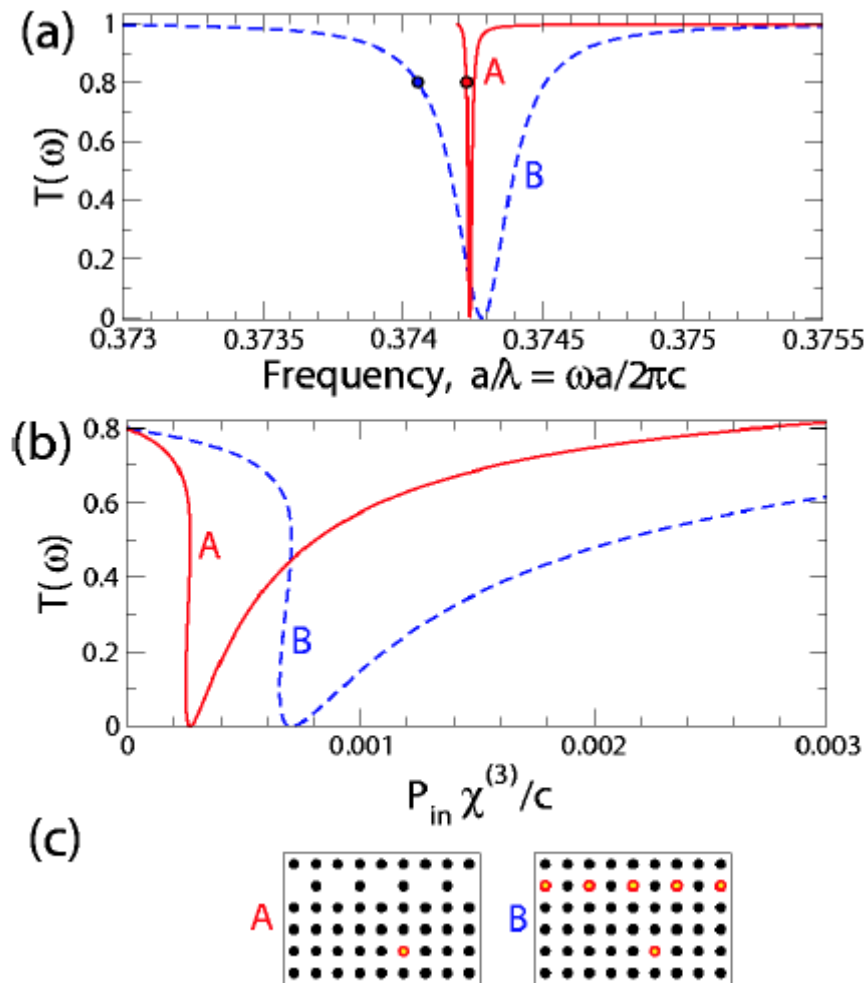 (a)
1
0.8
0.6
0.4
0.2
0
T(ω)
A
B
0.373 0.3735 0.374 0.3745 0.375 0.3755
Frequency, a/λ = ωa/2πc
(b)
0.8
0.6
0.4
0.2
0
T(ω)
A
B
0 0.001 0.002 0.003
P_in χ^(3)/c
(c)
A B